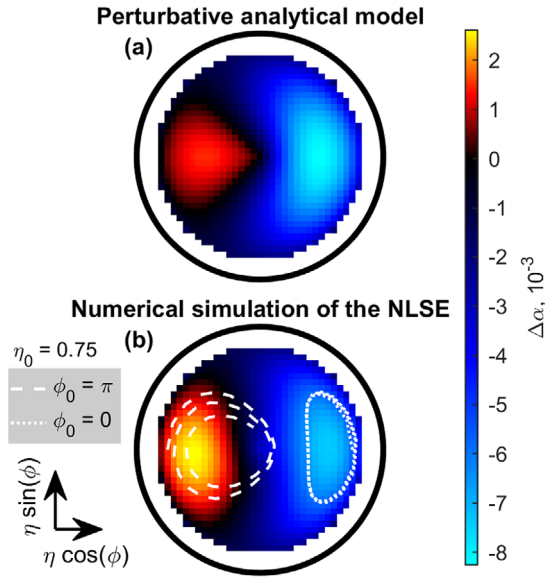 Perturbative analytical model
(a)
2
1
0
-1
-2
-3
-4
-5
-6
-7
-8
Δα, 10⁻³
Numerical simulation of the NLSE
(b)
η₀ = 0.75
ϕ₀ = π
ϕ₀ = 0
η sin(ϕ)
η cos(ϕ)